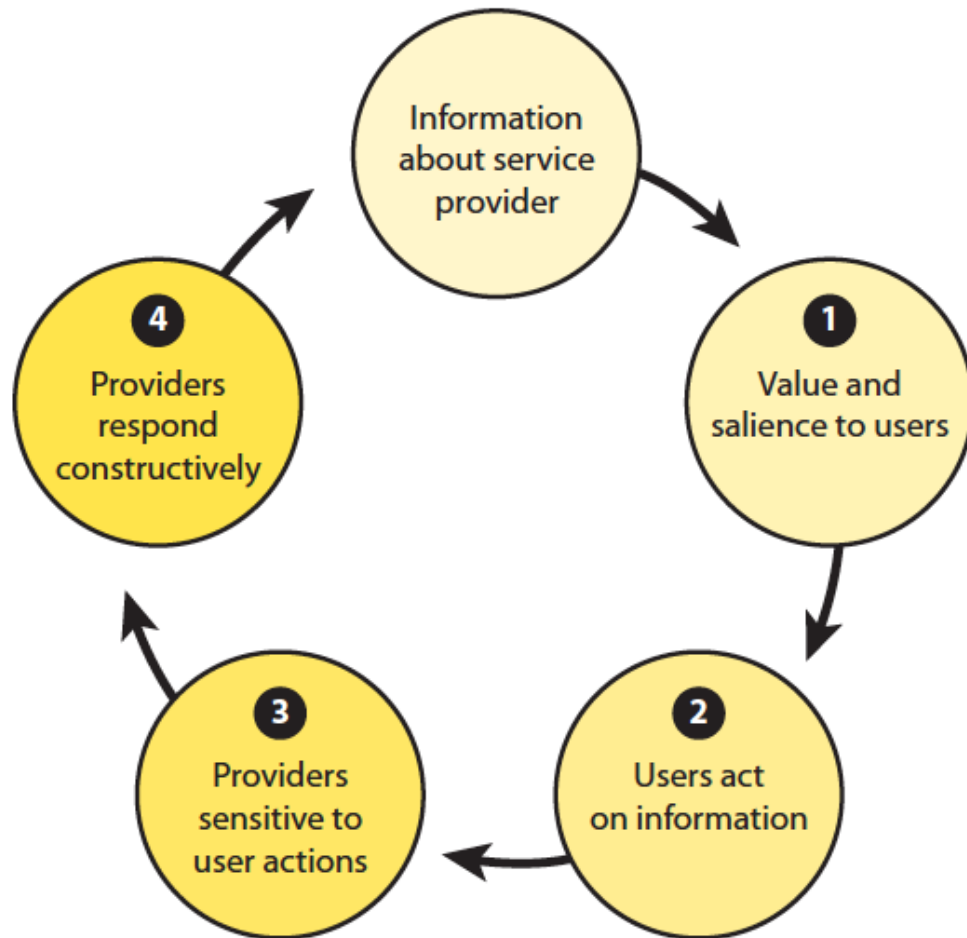 Information
about service
provider
1
Value and
salience to users
2
Users act
on information
3
Providers
sensitive to
user actions
4
Providers
respond
constructively